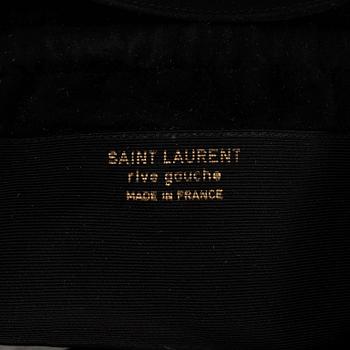 SAINT LAURENT
rive gauche
MADE IN FRANCE